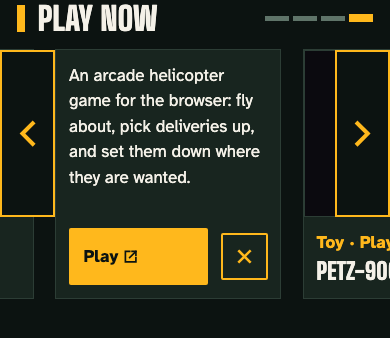 PLAY NOW
An arcade helicopter
game for the browser: fly
about, pick deliveries up,
and set them down where
they are wanted.
Play
Toy · Play
PETZ-90